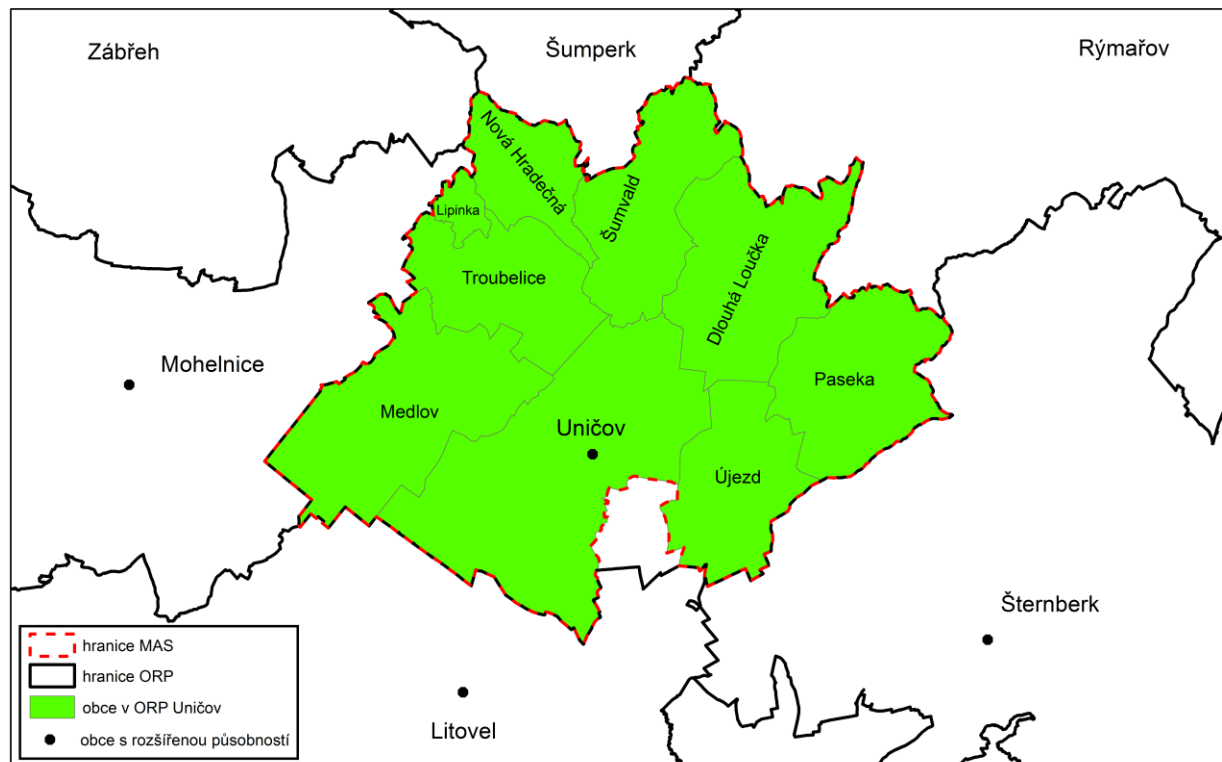 Zábřeh
Šumperk
Rýmařov
Nová Hradečná
Lipinka
Šumvald
Troubelice
Dlouhá Loučka
Mohelnice
Paseka
Medlov
Uničov
Újezd
Šternberk
Litovel
hranice MAS
hranice ORP
obce v ORP Uničov
obce s rozšířenou působností